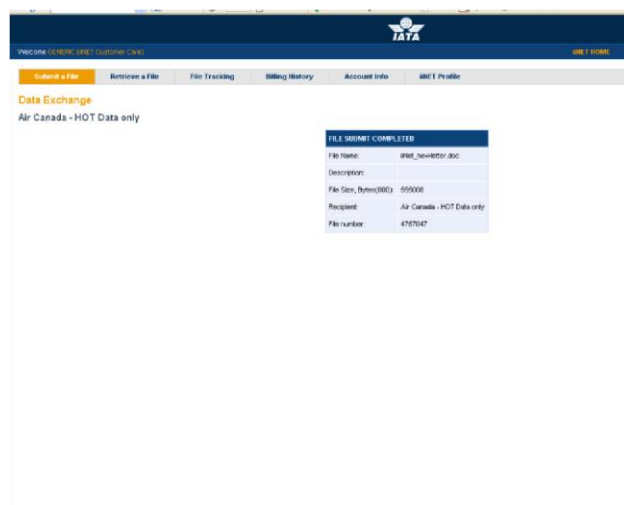 IATA
Welcome GENERIC (iiNET Customer Care)
iiNET HOME
Submit a File Retrieve a File File Tracking Billing History Account Info iiNET Profile
Data Exchange
Air Canada - HOT Data only
FILE SUBMIT COMPLETED
File Name: iiNet_newletter.doc
Description:
File Size, Bytes(000): 555008
Recipient: Air Canada - HOT Data only
File number: 4767047